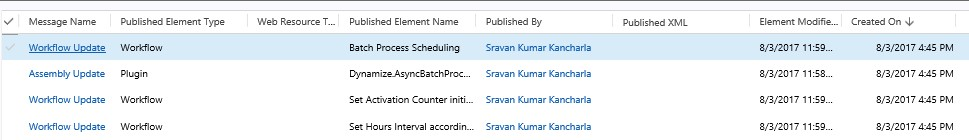 Message Name Published Element Type Web Resource T... Published Element Name Published By Published XML Element Modifie... Created On
Workflow Update Workflow Batch Process Scheduling Sravan Kumar Kancharla 8/3/2017 11:59... 8/3/2017 4:45 PM
Assembly Update Plugin Dynamize.AsyncBatchProc... Sravan Kumar Kancharla 8/3/2017 11:58... 8/3/2017 4:45 PM
Workflow Update Workflow Set Activation Counter initi... Sravan Kumar Kancharla 8/3/2017 11:59... 8/3/2017 4:45 PM
Workflow Update Workflow Set Hours Interval accordin... Sravan Kumar Kancharla 8/3/2017 11:59... 8/3/2017 4:45 PM